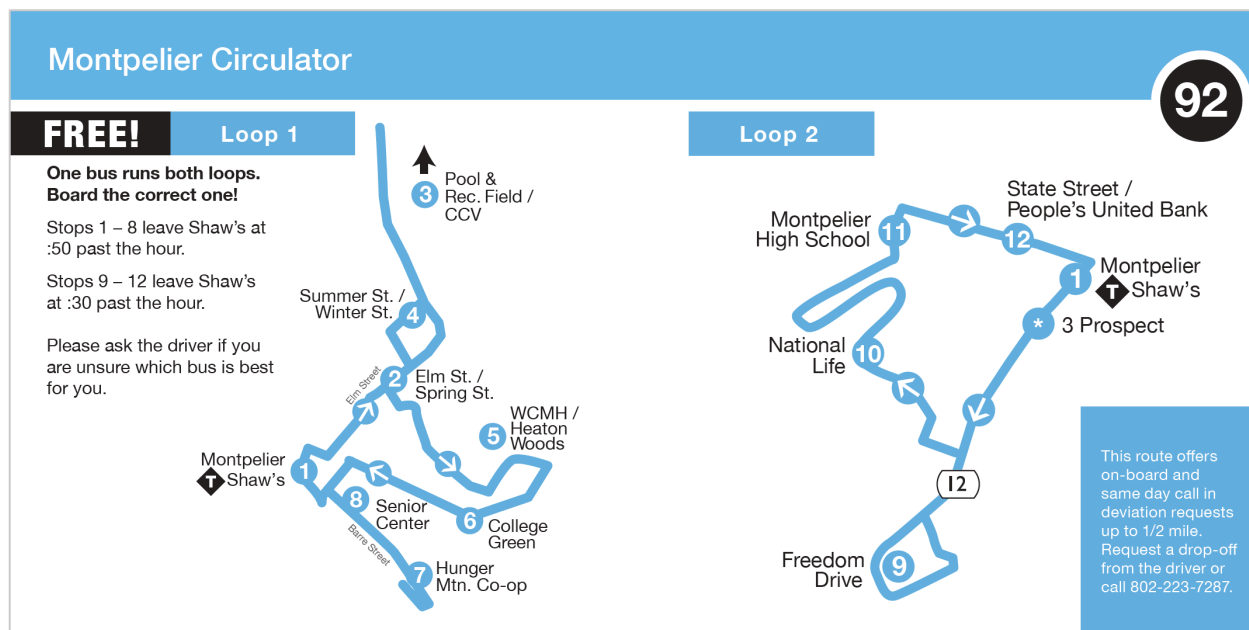 Montpelier Circulator
92
FREE!
Loop 1
One bus runs both loops.
Board the correct one!
Stops 1 – 8 leave Shaw's at
:50 past the hour.
Stops 9 – 12 leave Shaw's
at :30 past the hour.
Please ask the driver if you
are unsure which bus is best
for you.
3
Pool &
Rec. Field /
CCV
Summer St. /
Winter St.
4
Elm Street
2
Elm St. /
Spring St.
WCMH /
Heaton
Woods
5
Montpelier
T Shaw's
1
8
Senior
Center
6
College
Green
Barre Street
7
Hunger
Mtn. Co-op
Loop 2
State Street /
People's United Bank
12
Montpelier
High School
11
1
Montpelier
T Shaw's
*
3 Prospect
National
Life
10
12
Freedom
Drive
9
This route offers
on-board and
same day call in
deviation requests
up to 1/2 mile.
Request a drop-off
from the driver or
call 802-223-7287.